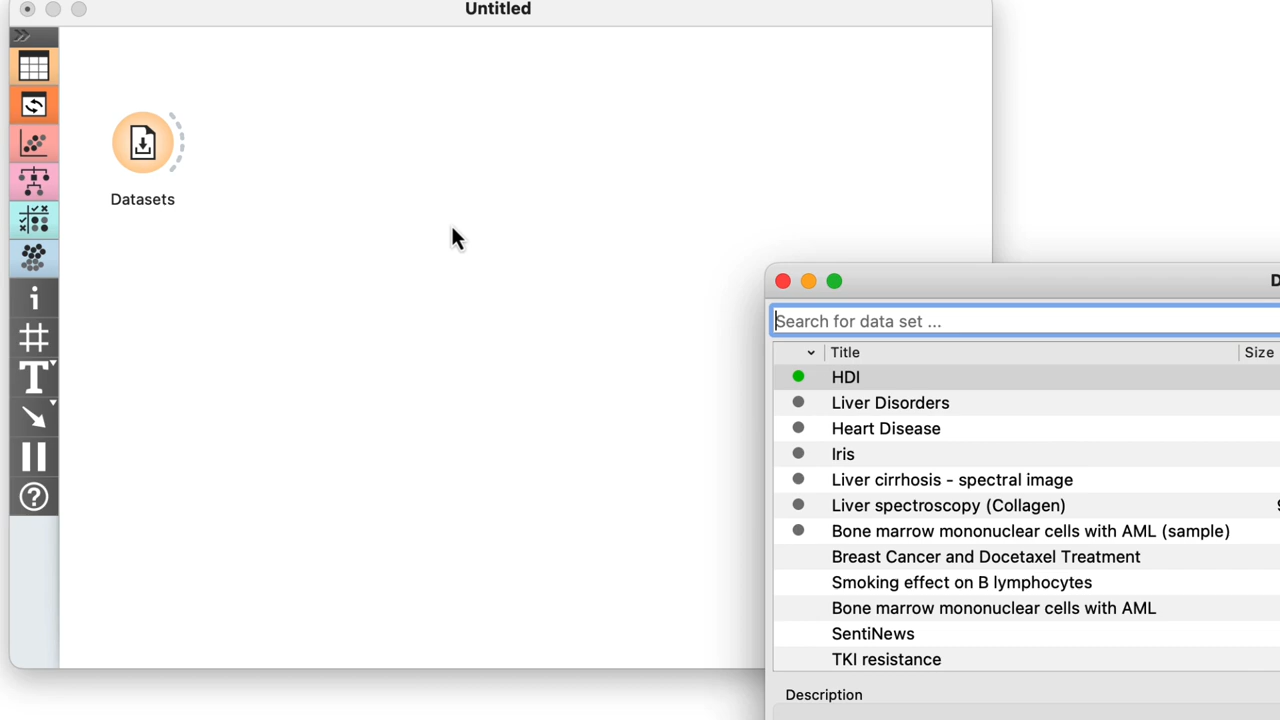 Untitled
Datasets
D
Search for data set ...
Title Size
HDI
Liver Disorders
Heart Disease
Iris
Liver cirrhosis - spectral image
Liver spectroscopy (Collagen)
Bone marrow mononuclear cells with AML (sample)
Breast Cancer and Docetaxel Treatment
Smoking effect on B lymphocytes
Bone marrow mononuclear cells with AML
SentiNews
TKI resistance
Description